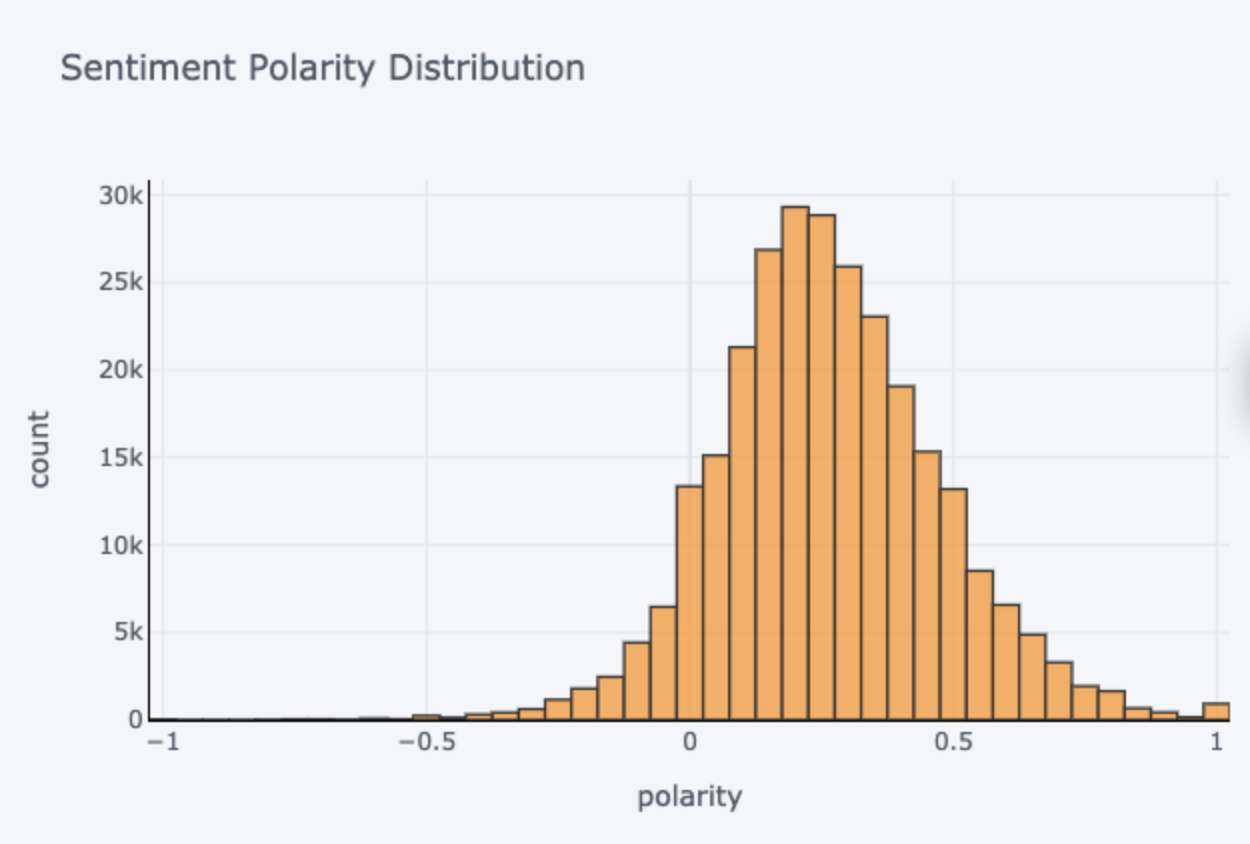 Sentiment Polarity Distribution
30k
25k
20k
15k
10k
5k
0
count
−1
−0.5
0
0.5
1
polarity